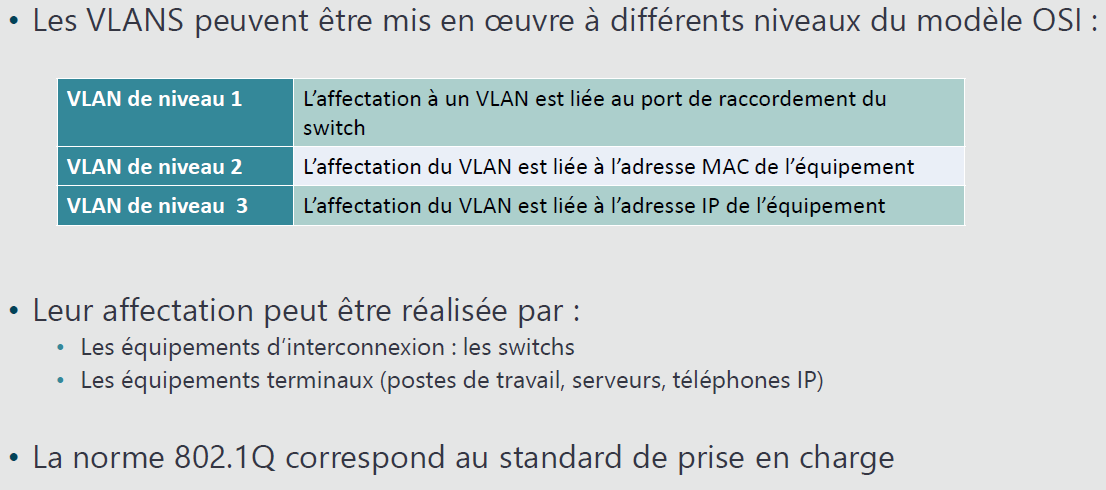 • Les VLANS peuvent être mis en œuvre à différents niveaux du modèle OSI :
VLAN de niveau 1 L’affectation à un VLAN est liée au port de raccordement du
switch
VLAN de niveau 2 L’affectation du VLAN est liée à l’adresse MAC de l’équipement
VLAN de niveau 3 L’affectation du VLAN est liée à l’adresse IP de l’équipement
• Leur affectation peut être réalisée par :
• Les équipements d’interconnexion : les switchs
• Les équipements terminaux (postes de travail, serveurs, téléphones IP)
• La norme 802.1Q correspond au standard de prise en charge